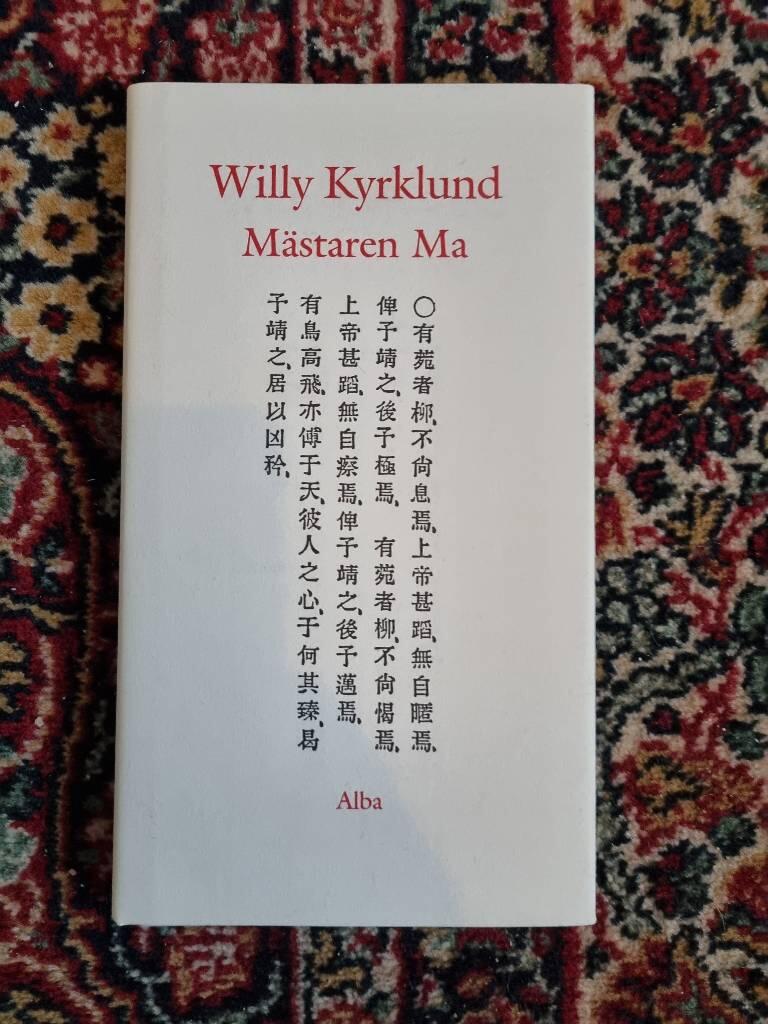 Willy Kyrklund
Mästaren Ma
〇有菀者柳、不尙息焉、上帝甚蹈、無自暱焉、
俾予靖之、後予極焉、　有菀者柳、不尙愒焉、
上帝甚蹈、無自瘵焉、俾予靖之、後予邁焉、
有鳥高飛、亦傅于天、彼人之心、于何其臻、曷
予靖之、居以凶矜、
Alba